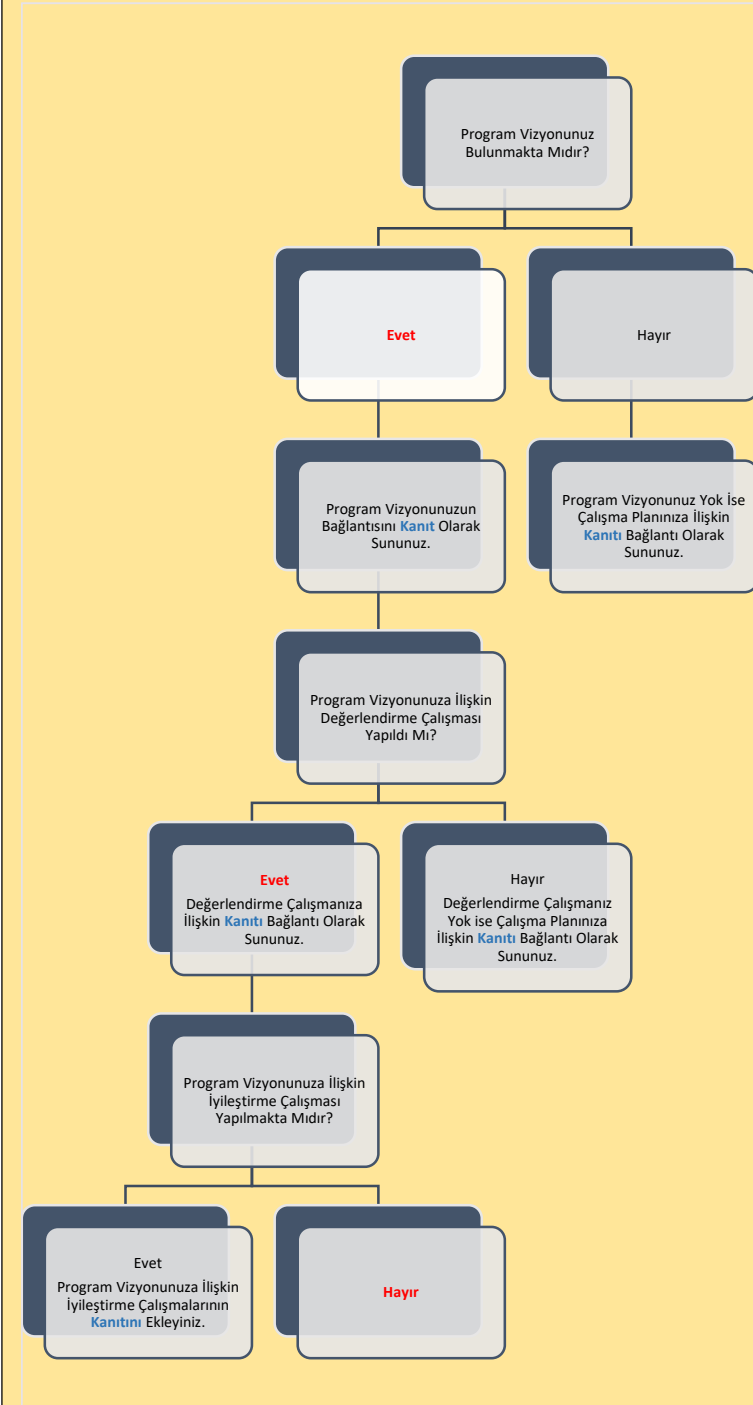 Program Vizyonunuz
Bulunmakta Mıdır?
Evet
Hayır
Program Vizyonunuzun
Bağlantısını Kanıt Olarak
Sununuz.
Program Vizyonunuz Yok İse
Çalışma Planınıza İlişkin
Kanıtı Bağlantı Olarak
Sununuz.
Program Vizyonunuza İlişkin
Değerlendirme Çalışması
Yapıldı Mı?
Evet
Değerlendirme Çalışmanıza
İlişkin Kanıtı Bağlantı Olarak
Sununuz.
Hayır
Değerlendirme Çalışmanız
Yok ise Çalışma Planınıza
İlişkin Kanıtı Bağlantı Olarak
Sununuz.
Program Vizyonunuza İlişkin
İyileştirme Çalışması
Yapılmakta Mıdır?
Evet
Program Vizyonunuza İlişkin
İyileştirme Çalışmalarının
Kanıtını Ekleyiniz.
Hayır